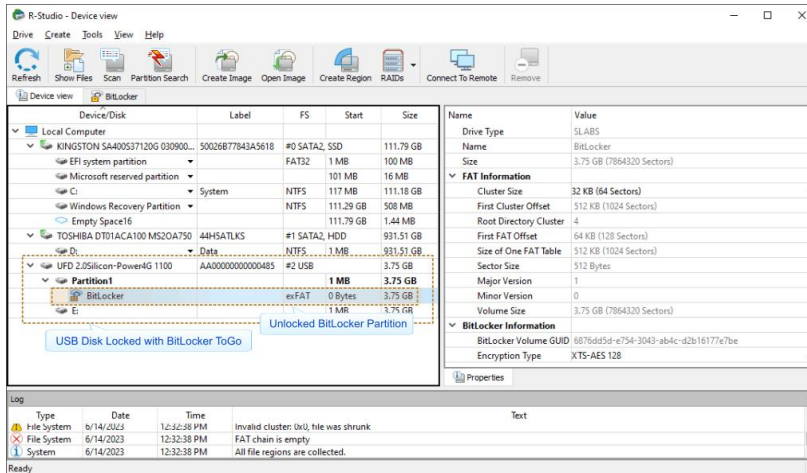 R-Studio - Device view
Drive Create Tools View Help
Refresh Show Files Scan Partition Search Create Image Open Image Create Region RAIDs Connect To Remote Remove
Device view BitLocker
Device/Disk Label FS Start Size
Local Computer
KINGSTON SA400S37120G 030900... 50026B77843A5618 #0 SATA2, SSD 111.79 GB
EFI system partition FAT32 1 MB 100 MB
Microsoft reserved partition 101 MB 16 MB
C: System NTFS 117 MB 111.18 GB
Windows Recovery Partition NTFS 111.29 GB 508 MB
Empty Space16 111.79 GB 1.44 MB
TOSHIBA DT01ACA100 MS2OA750 44H5ATLKS #1 SATA2, HDD 931.51 GB
D: Data NTFS 1 MB 931.51 GB
UFD 2.0Silicon-Power4G 1100 AA00000000000485 #2 USB 3.75 GB
Partition1 1 MB 3.75 GB
BitLocker exFAT 0 Bytes 3.75 GB
E: 1 MB 3.75 GB
Unlocked BitLocker Partition
USB Disk Locked with BitLocker ToGo
Name Value
Drive Type SLABS
Name BitLocker
Size 3.75 GB (7864320 Sectors)
FAT Information
Cluster Size 32 KB (64 Sectors)
First Cluster Offset 512 KB (1024 Sectors)
Root Directory Cluster 4
First FAT Offset 64 KB (128 Sectors)
Size of One FAT Table 512 KB (1024 Sectors)
Sector Size 512 Bytes
Major Version 1
Minor Version 0
Volume Size 3.75 GB (7864320 Sectors)
BitLocker Information
BitLocker Volume GUID 6876dd5d-e754-3043-ab4c-d2b16177e7be
Encryption Type XTS-AES 128
Properties
Log
Type Date Time Text
File System 6/14/2023 12:32:38 PM Invalid cluster: 0x0, file was shrunk
File System 6/14/2023 12:32:38 PM FAT chain is empty
System 6/14/2023 12:32:38 PM All file regions are collected.
Ready